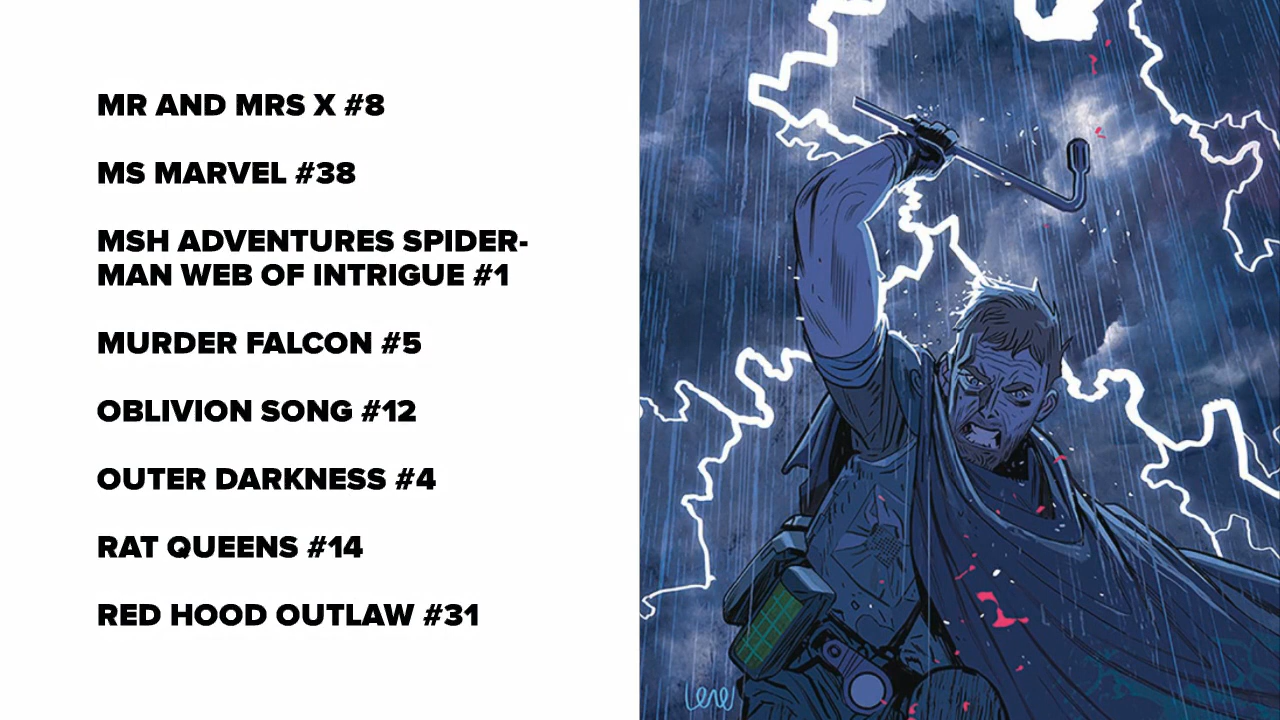 MR AND MRS X #8
MS MARVEL #38
MSH ADVENTURES SPIDER-
MAN WEB OF INTRIGUE #1
MURDER FALCON #5
OBLIVION SONG #12
OUTER DARKNESS #4
RAT QUEENS #14
RED HOOD OUTLAW #31